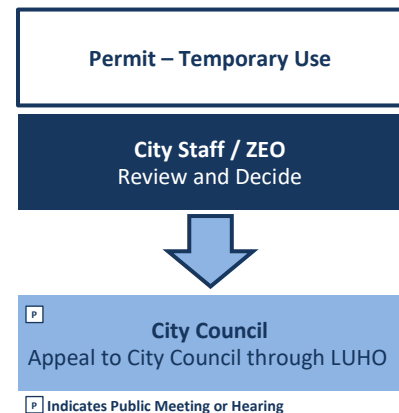 Permit – Temporary Use
City Staff / ZEO
Review and Decide
P
City Council
Appeal to City Council through LUHO
P Indicates Public Meeting or Hearing